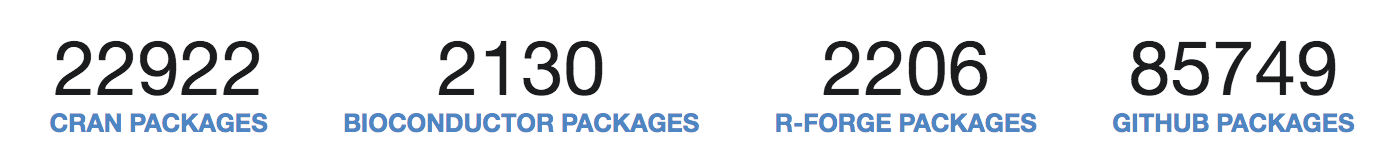 22922 2130 2206 85749
CRAN PACKAGES BIOCONDUCTOR PACKAGES R-FORGE PACKAGES GITHUB PACKAGES